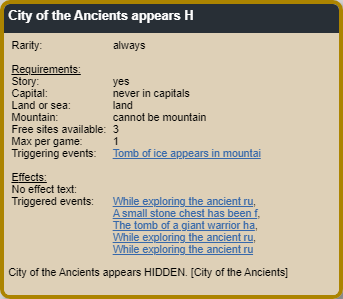 City of the Ancients appears H
Rarity: always
Requirements:
Story: yes
Capital: never in capitals
Land or sea: land
Mountain: cannot be mountain
Free sites available: 3
Max per game: 1
Triggering events: Tomb of ice appears in mountai
Effects:
No effect text:
Triggered events: While exploring the ancient ru,
A small stone chest has been f,
The tomb of a giant warrior ha,
While exploring the ancient ru,
While exploring the ancient ru
City of the Ancients appears HIDDEN. [City of the Ancients]